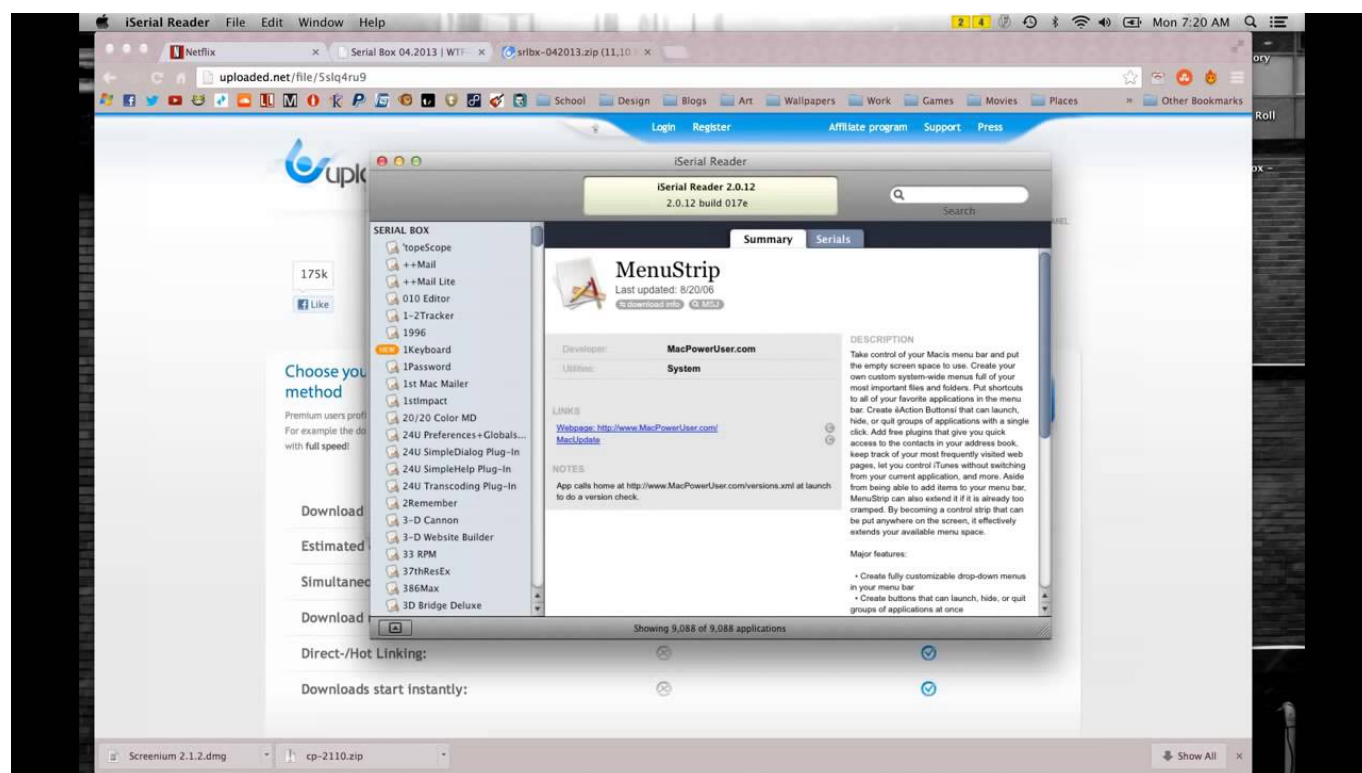 iSerial Reader File Edit Window Help
2 4 Mon 7:20 AM
Netflix × Serial Box 04.2013 | WTF × srlbx-042013.zip (11,10 ×
uploaded.net/file/5slq4ru9
School Design Blogs Art Wallpapers Work Games Movies Places » Other Bookmarks
ory
Roll
ox –
Login Register Affiliate program Support Press
175k
Like
Choose you
method
Premium users profi
For example the do
with full speed!
Download
Estimated
Simultaneo
Download
Direct-/Hot Linking:
Downloads start instantly:
iSerial Reader
iSerial Reader 2.0.12
2.0.12 build 017e
Search
SERIAL BOX
'topeScope
++Mail
++Mail Lite
010 Editor
1-2Tracker
1996
NEW 1Keyboard
1Password
1st Mac Mailer
1stImpact
20/20 Color MD
24U Preferences+Globals...
24U SimpleDialog Plug-In
24U SimpleHelp Plug-In
24U Transcoding Plug-In
2Remember
3-D Cannon
3-D Website Builder
33 RPM
37thResEx
386Max
3D Bridge Deluxe
Summary Serials
MenuStrip
Last updated: 8/20/06
download info MSJ
Developer: MacPowerUser.com
Utilities: System
LINKS
Webpage: http://www.MacPowerUser.com/
MacUpdate
NOTES
App calls home at http://www.MacPowerUser.com/versions.xml at launch
to do a version check.
DESCRIPTION
Take control of your Macís menu bar and put
the empty screen space to use. Create your
own custom system-wide menus full of your
most important files and folders. Put shortcuts
to all of your favorite applications in the menu
bar. Create ëAction Buttonsí that can launch,
hide, or quit groups of applications with a single
click. Add free plugins that give you quick
access to the contacts in your address book,
keep track of your most frequently visited web
pages, let you control iTunes without switching
from your current application, and more. Aside
from being able to add items to your menu bar,
MenuStrip can also extend it if it is already too
cramped. By becoming a control strip that can
be put anywhere on the screen, it effectively
extends your available menu space.
Major features:
• Create fully customizable drop-down menus
in your menu bar
• Create buttons that can launch, hide, or quit
groups of applications at once
Showing 9,088 of 9,088 applications
Screenium 2.1.2.dmg cp-2110.zip Show All ×